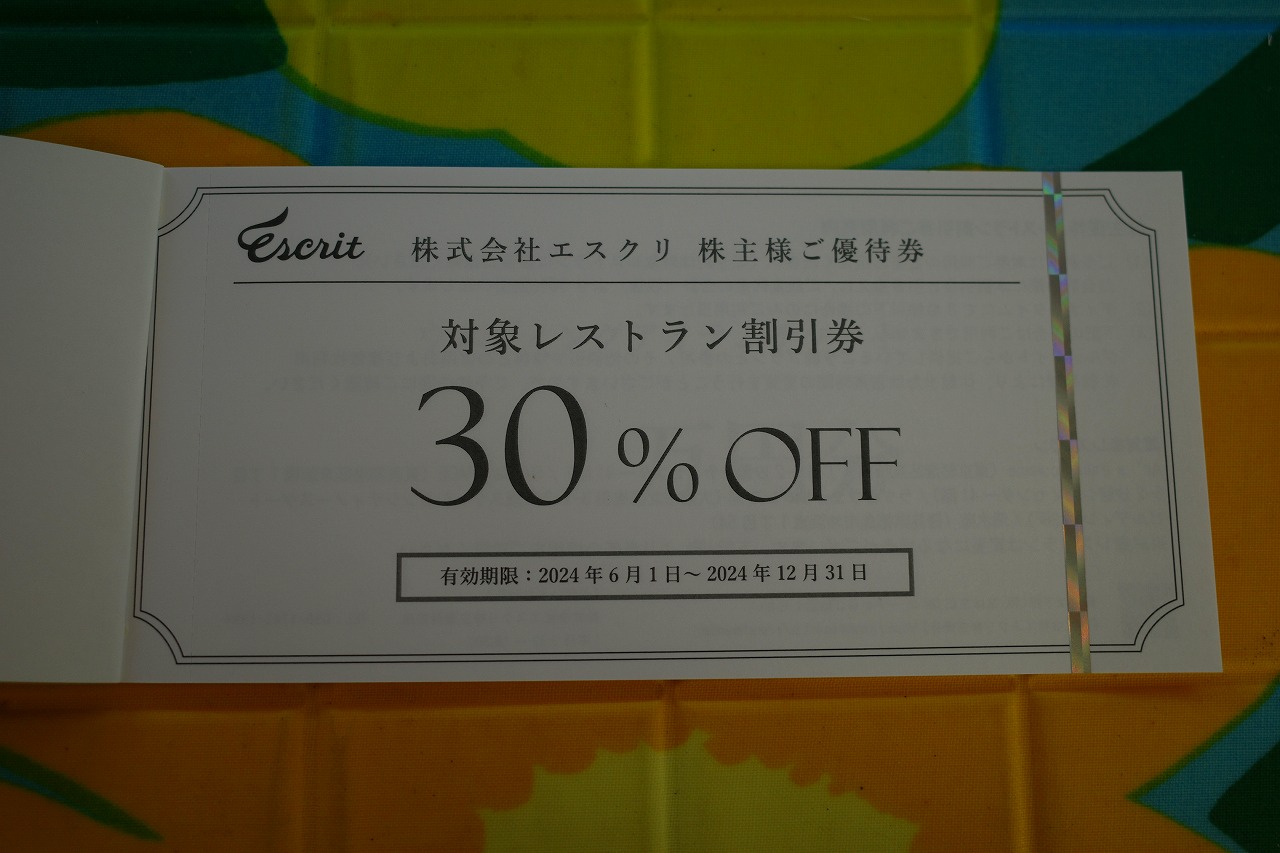 Escrit 株式会社エスクリ 株主様ご優待券
対象レストラン割引券
30% OFF
有効期限：2024年6月1日～2024年12月31日